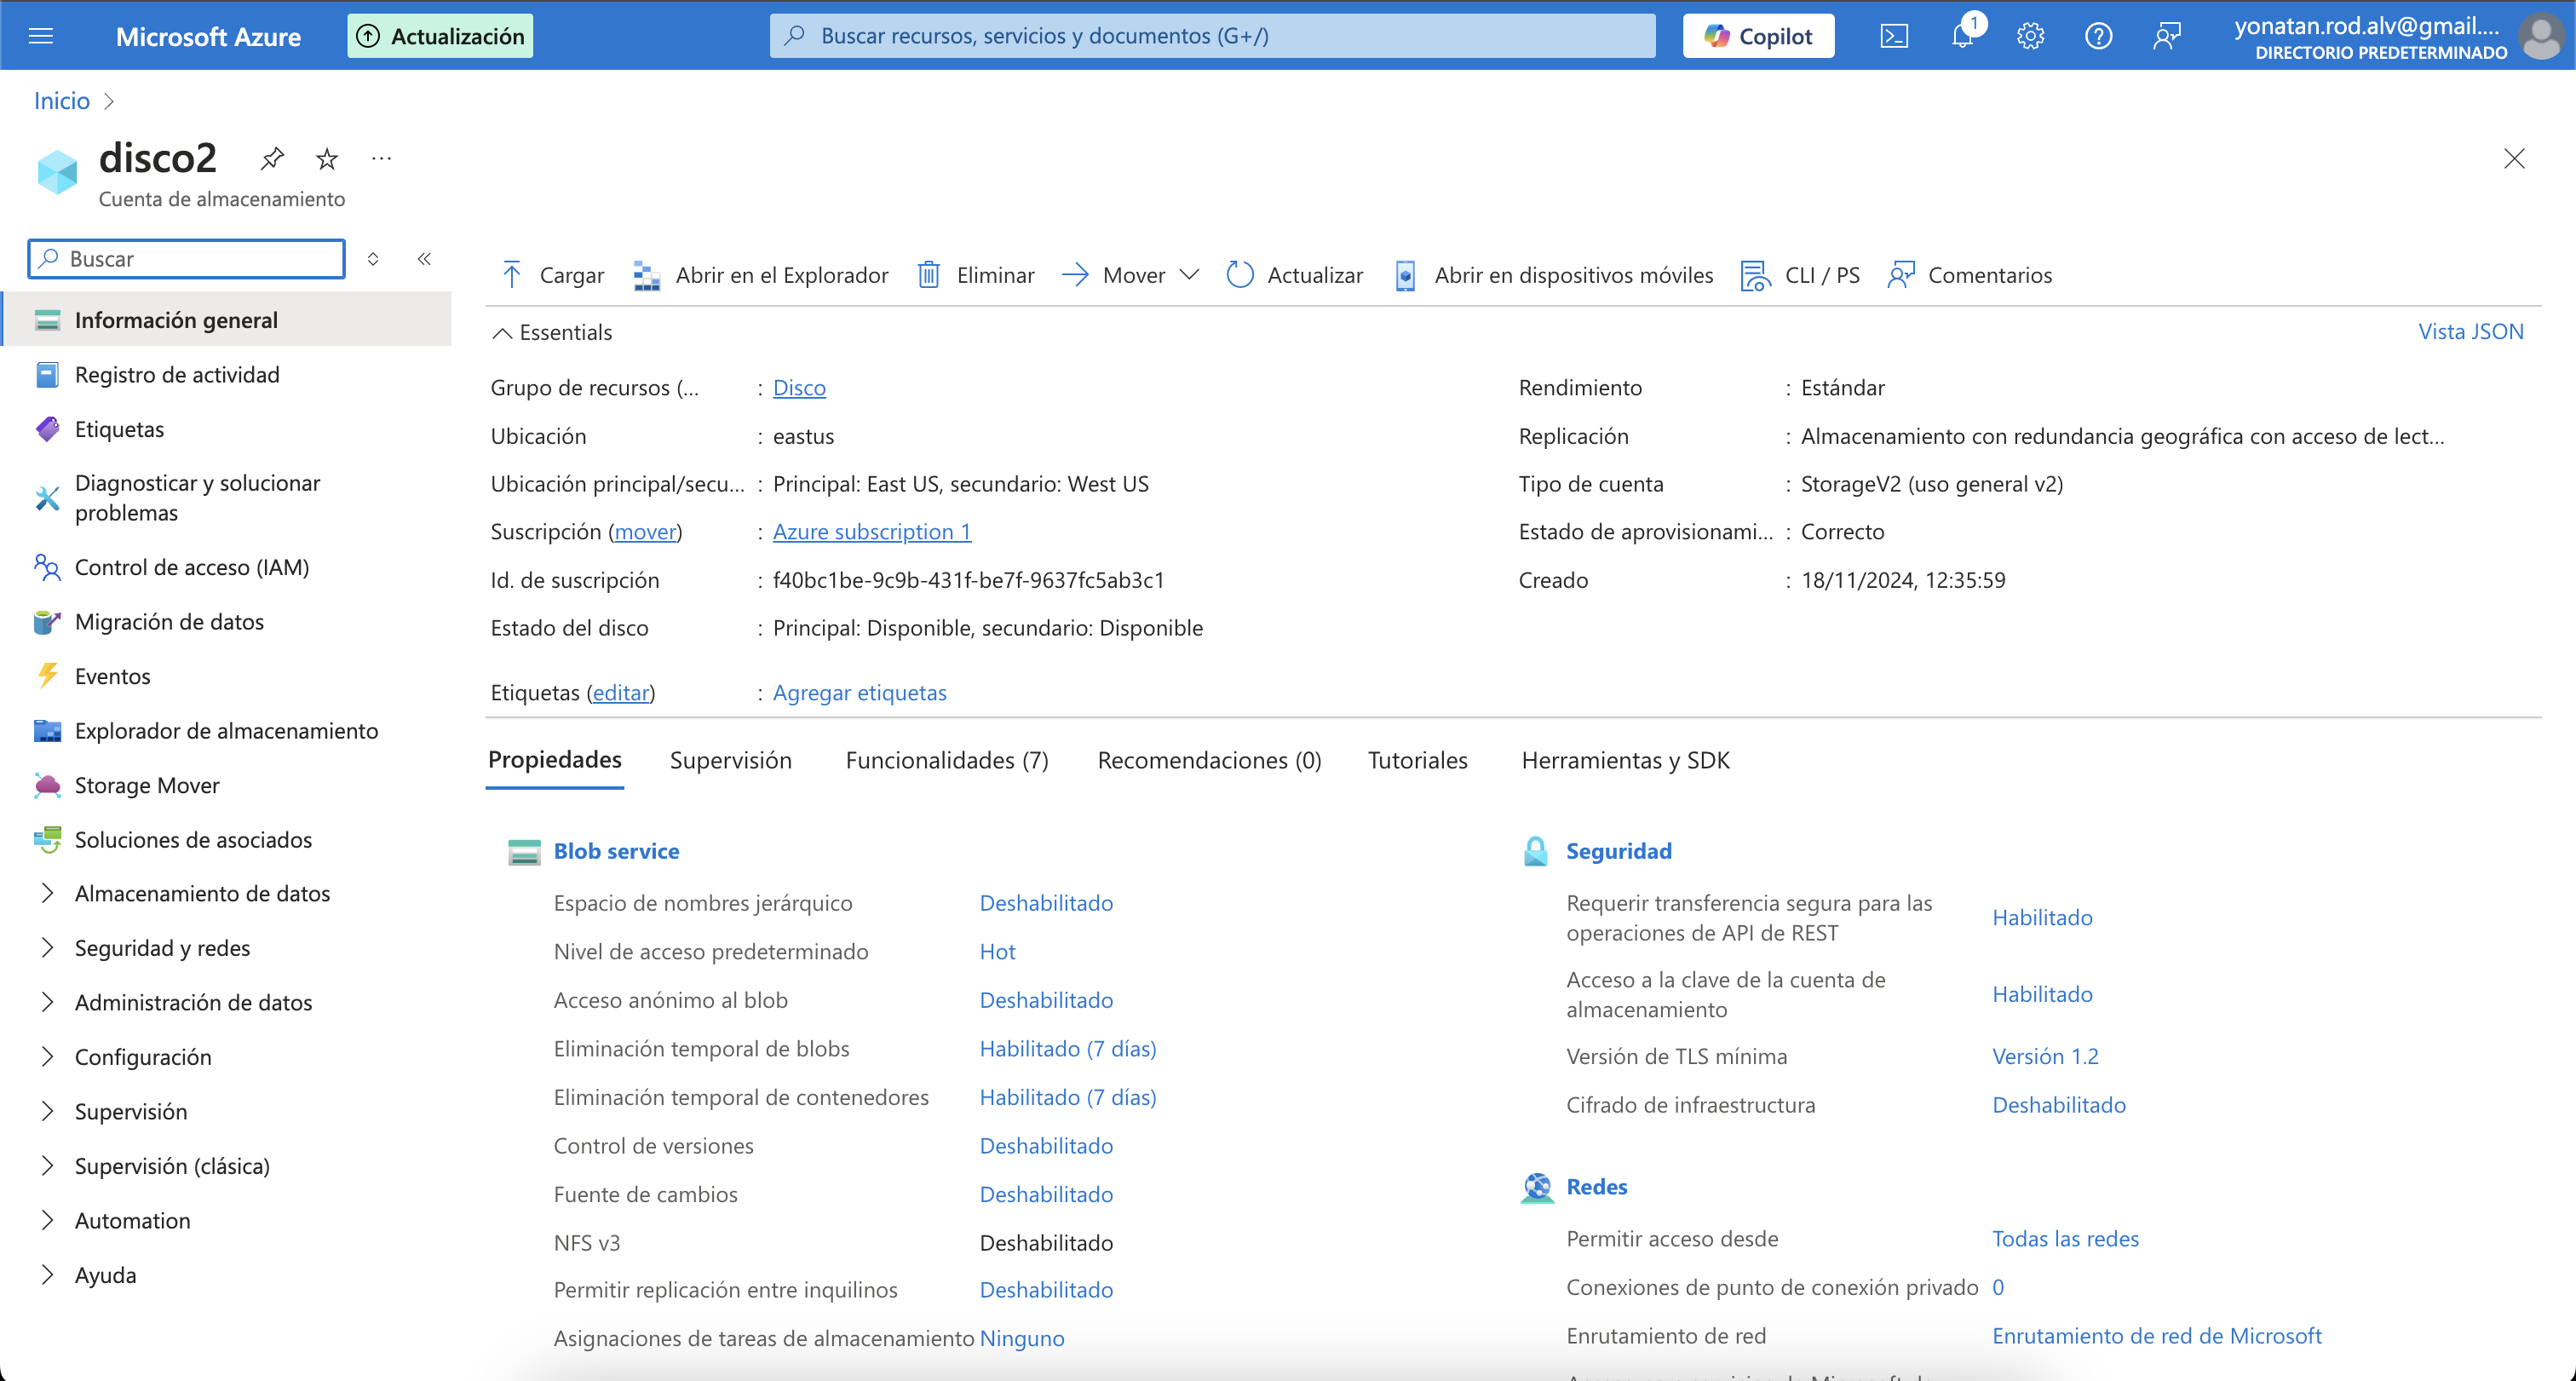 Microsoft Azure
Actualización
Buscar recursos, servicios y documentos (G+/)
Copilot
1
yonatan.rod.alv@gmail....
DIRECTORIO PREDETERMINADO
Inicio
disco2
Cuenta de almacenamiento
Buscar
Información general
Registro de actividad
Etiquetas
Diagnosticar y solucionar
problemas
Control de acceso (IAM)
Migración de datos
Eventos
Explorador de almacenamiento
Storage Mover
Soluciones de asociados
Almacenamiento de datos
Seguridad y redes
Administración de datos
Configuración
Supervisión
Supervisión (clásica)
Automation
Ayuda
Cargar
Abrir en el Explorador
Eliminar
Mover
Actualizar
Abrir en dispositivos móviles
CLI / PS
Comentarios
Essentials
Vista JSON
Grupo de recursos (... : Disco
Ubicación : eastus
Ubicación principal/secu... : Principal: East US, secundario: West US
Suscripción (mover) : Azure subscription 1
Id. de suscripción : f40bc1be-9c9b-431f-be7f-9637fc5ab3c1
Estado del disco : Principal: Disponible, secundario: Disponible
Etiquetas (editar) : Agregar etiquetas
Rendimiento : Estándar
Replicación : Almacenamiento con redundancia geográfica con acceso de lect...
Tipo de cuenta : StorageV2 (uso general v2)
Estado de aprovisionami... : Correcto
Creado : 18/11/2024, 12:35:59
Propiedades
Supervisión
Funcionalidades (7)
Recomendaciones (0)
Tutoriales
Herramientas y SDK
Blob service
Espacio de nombres jerárquico Deshabilitado
Nivel de acceso predeterminado Hot
Acceso anónimo al blob Deshabilitado
Eliminación temporal de blobs Habilitado (7 días)
Eliminación temporal de contenedores Habilitado (7 días)
Control de versiones Deshabilitado
Fuente de cambios Deshabilitado
NFS v3 Deshabilitado
Permitir replicación entre inquilinos Deshabilitado
Asignaciones de tareas de almacenamiento Ninguno
Seguridad
Requerir transferencia segura para las
operaciones de API de REST
Habilitado
Acceso a la clave de la cuenta de
almacenamiento
Habilitado
Versión de TLS mínima Versión 1.2
Cifrado de infraestructura Deshabilitado
Redes
Permitir acceso desde Todas las redes
Conexiones de punto de conexión privado 0
Enrutamiento de red Enrutamiento de red de Microsoft